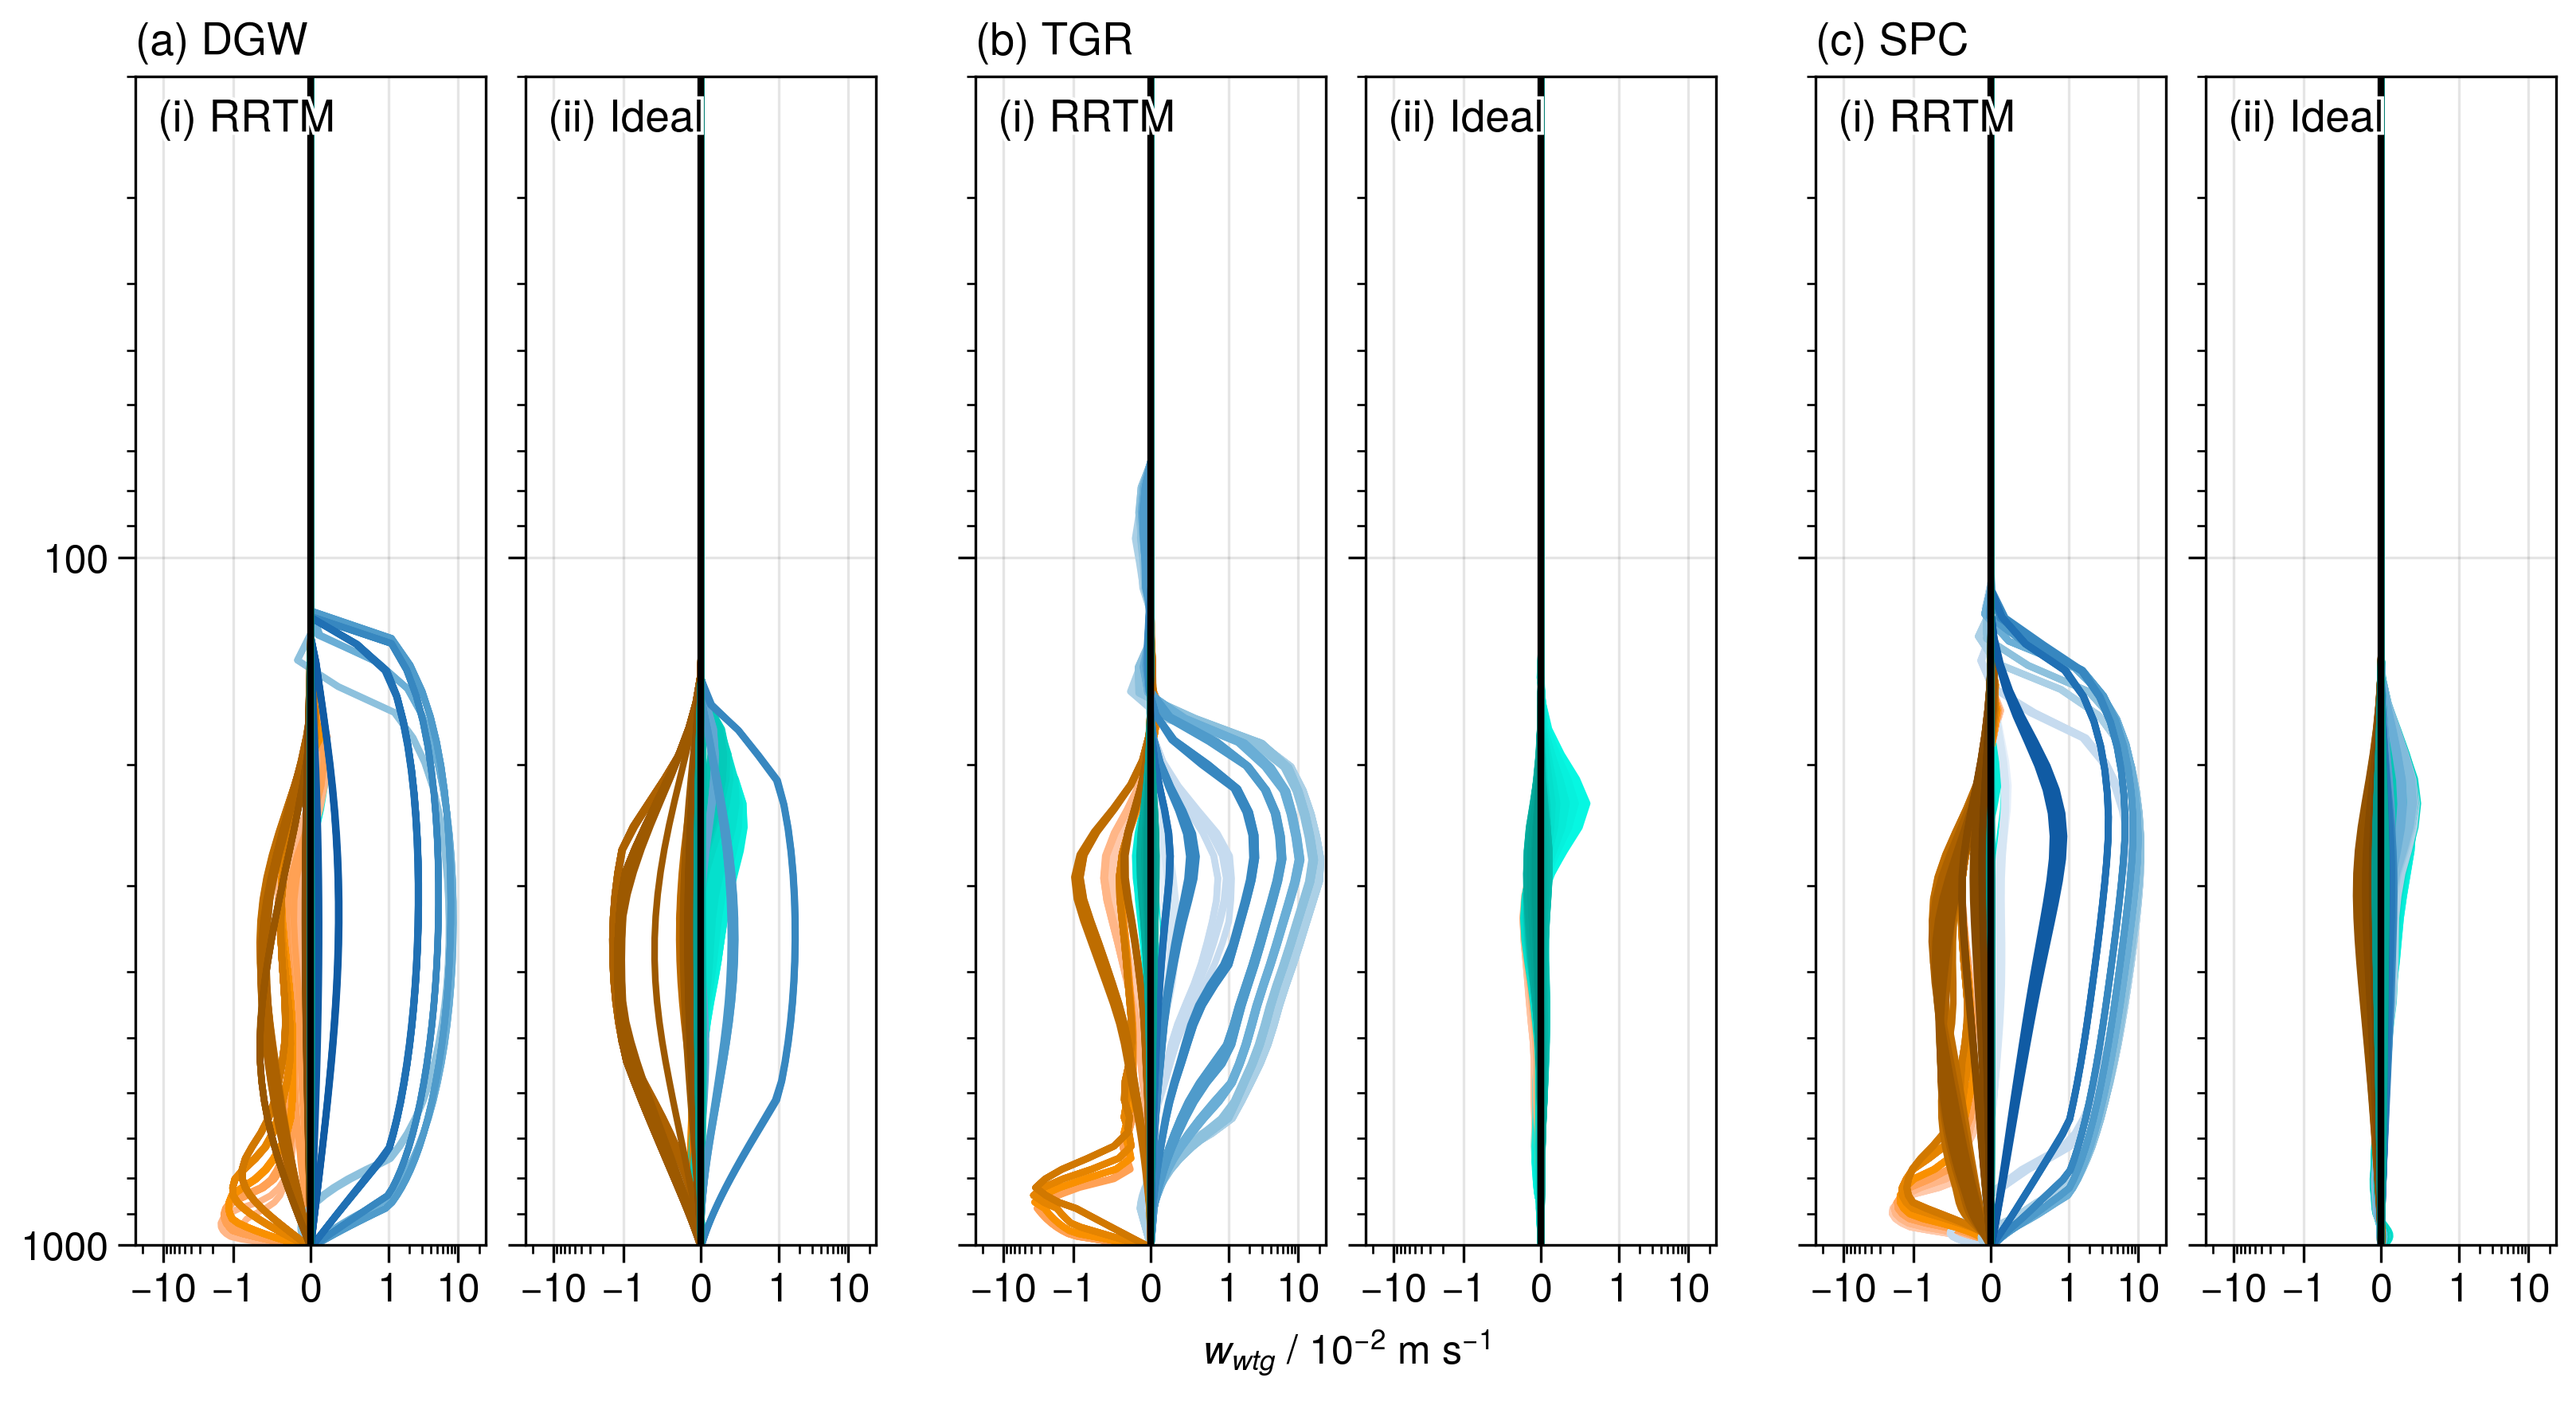 (a) DGW (b) TGR (c) SPC
(i) RRTM (ii) Ideal (i) RRTM (ii) Ideal (i) RRTM (ii) Ideal
100
1000
−10 −1 0 1 10 −10 −1 0 1 10 −10 −1 0 1 10 −10 −1 0 1 10 −10 −1 0 1 10 −10 −1 0 1 10
w_wtg / 10⁻² m s⁻¹